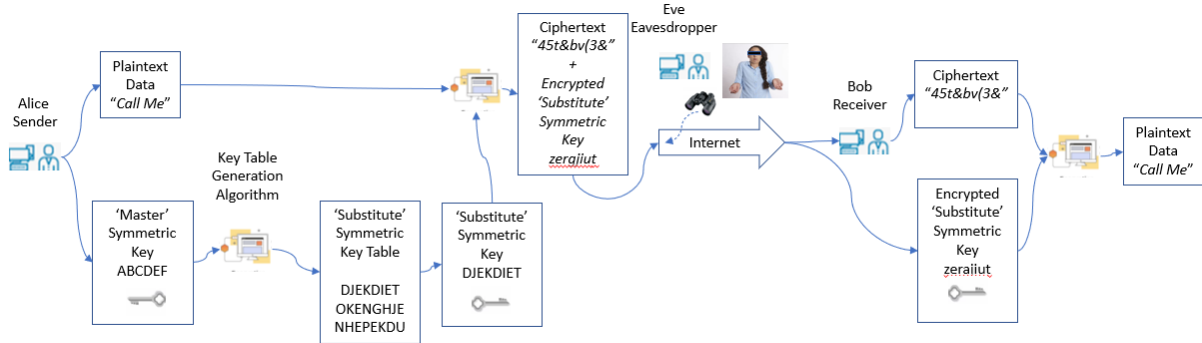 Alice
Sender
Plaintext
Data
“Call Me”
‘Master’
Symmetric
Key
ABCDEF
Key Table
Generation
Algorithm
‘Substitute’
Symmetric
Key Table
DJEKDIET
OKENGHJE
NHEPEKDU
‘Substitute’
Symmetric
Key
DJEKDIET
Ciphertext
“45t&bv(3&”
+
Encrypted
‘Substitute’
Symmetric
Key
zerqjiut
Eve
Eavesdropper
Internet
Bob
Receiver
Ciphertext
“45t&bv(3&”
Encrypted
‘Substitute’
Symmetric
Key
zeraiiut
Plaintext
Data
“Call Me”